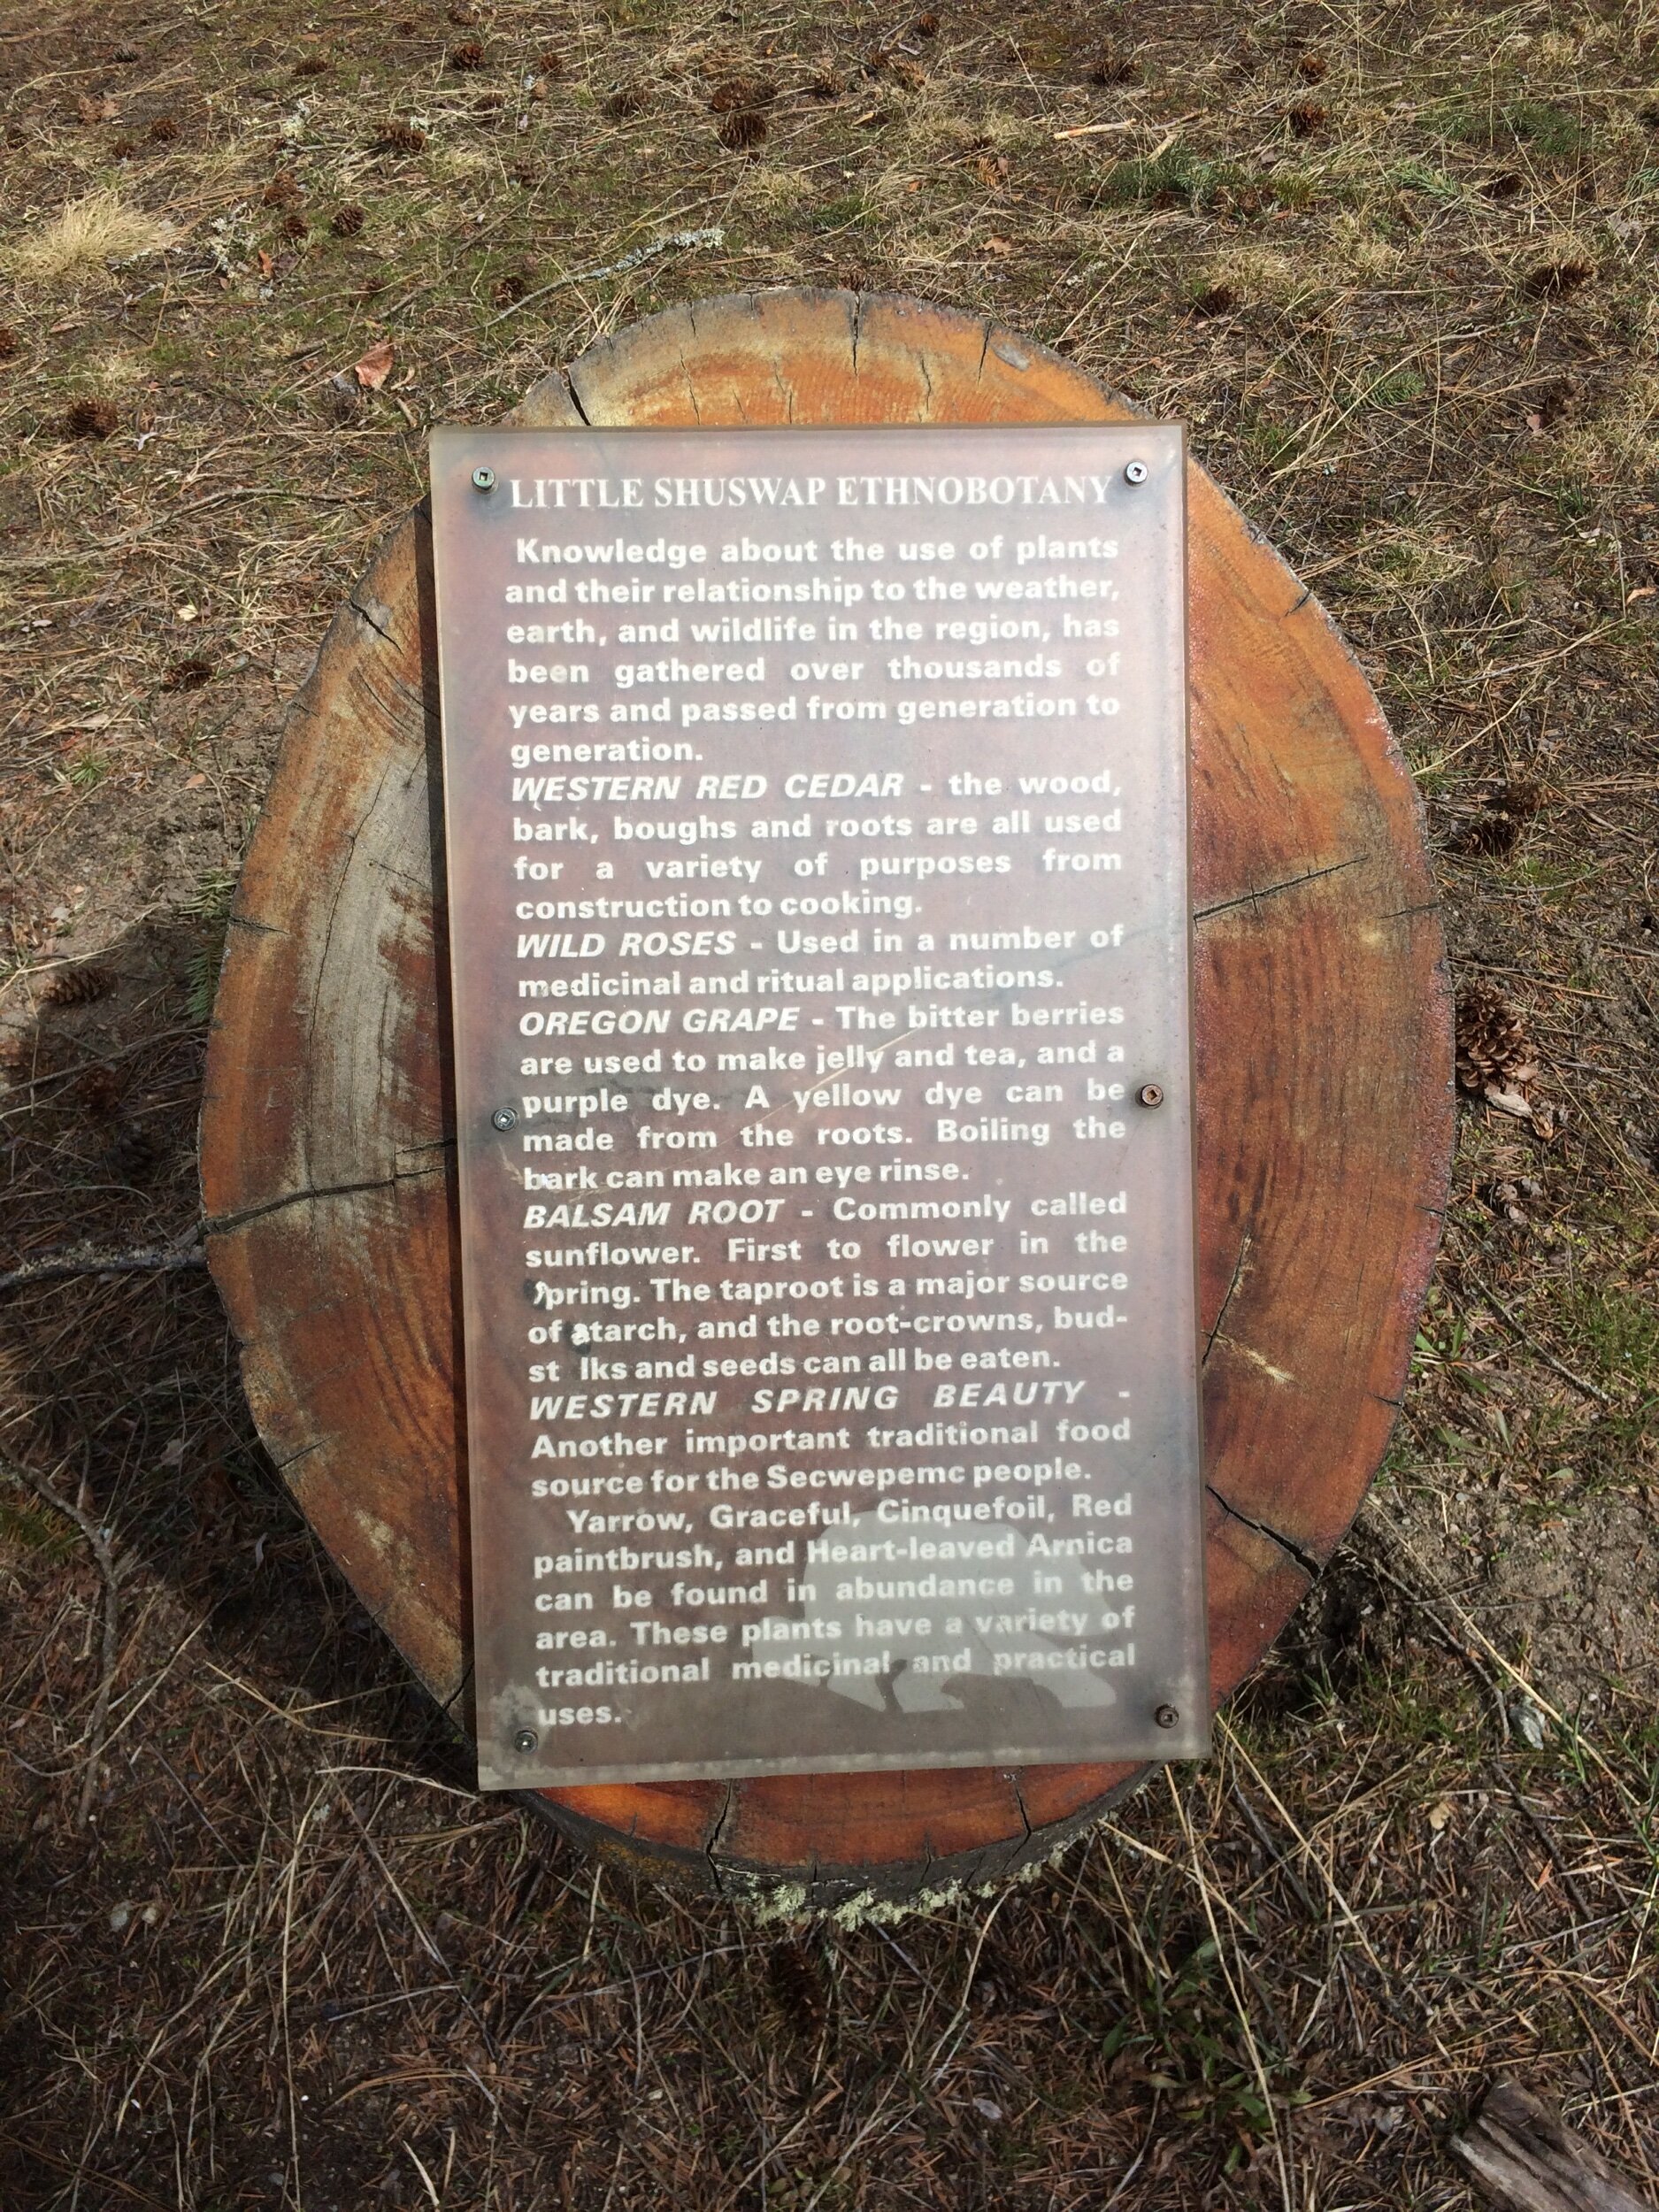 LITTLE SHUSWAP ETHNOBOTANY
Knowledge about the use of plants
and their relationship to the weather,
earth, and wildlife in the region, has
been gathered over thousands of
years and passed from generation to
generation.
WESTERN RED CEDAR - the wood,
bark, boughs and roots are all used
for a variety of purposes from
construction to cooking.
WILD ROSES - Used in a number of
medicinal and ritual applications.
OREGON GRAPE - The bitter berries
are used to make jelly and tea, and a
purple dye. A yellow dye can be
made from the roots. Boiling the
bark can make an eye rinse.
BALSAM ROOT - Commonly called
sunflower. First to flower in the
spring. The taproot is a major source
of starch, and the root-crowns, bud-
st lks and seeds can all be eaten.
WESTERN SPRING BEAUTY -
Another important traditional food
source for the Secwepemc people.
Yarrow, Graceful, Cinquefoil, Red
paintbrush, and Heart-leaved Arnica
can be found in abundance in the
area. These plants have a variety of
traditional medicinal and practical
uses.